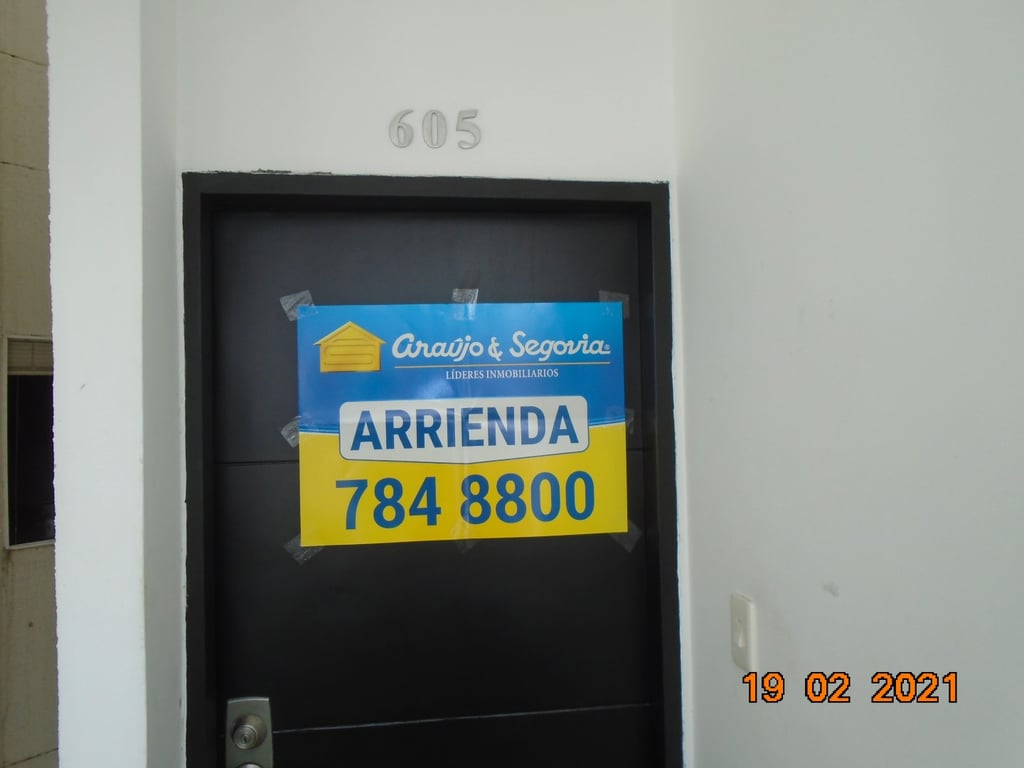 605
Araújo & Segovia
LÍDERES INMOBILIARIOS
ARRIENDA
784 8800
19 02 2021